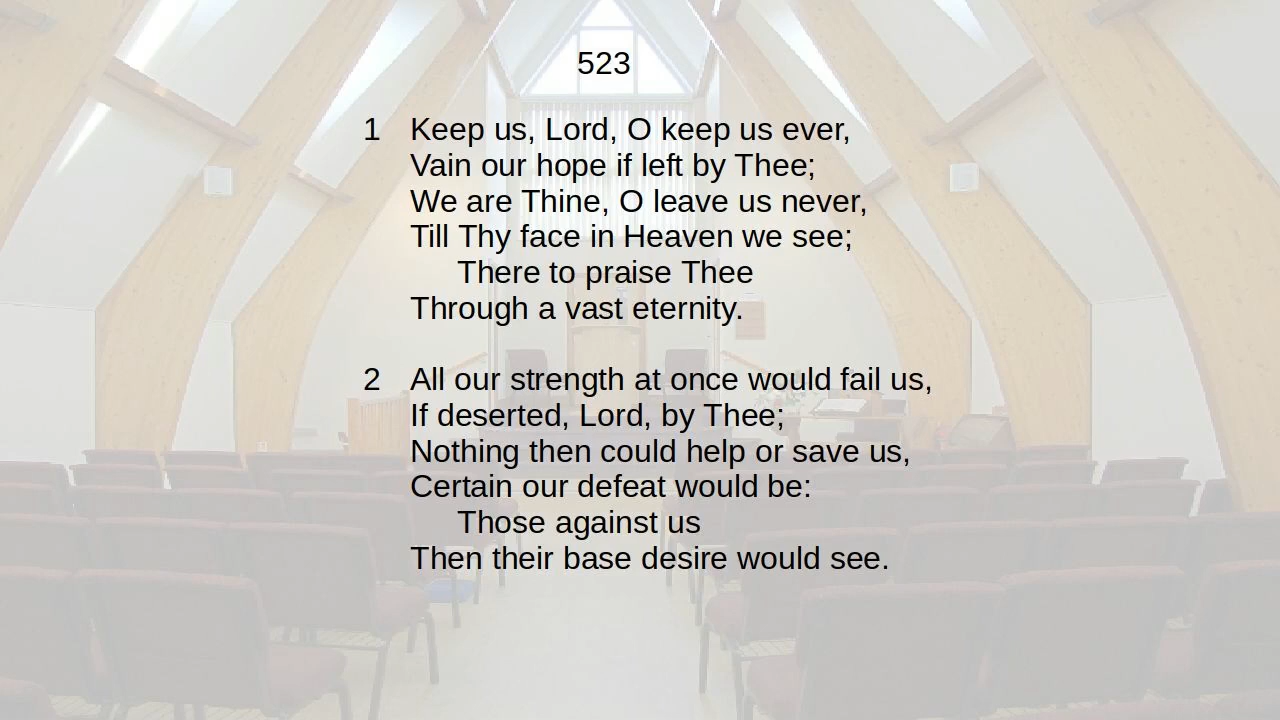 523
1 Keep us, Lord, O keep us ever,
Vain our hope if left by Thee;
We are Thine, O leave us never,
Till Thy face in Heaven we see;
There to praise Thee
Through a vast eternity.
2 All our strength at once would fail us,
If deserted, Lord, by Thee;
Nothing then could help or save us,
Certain our defeat would be:
Those against us
Then their base desire would see.